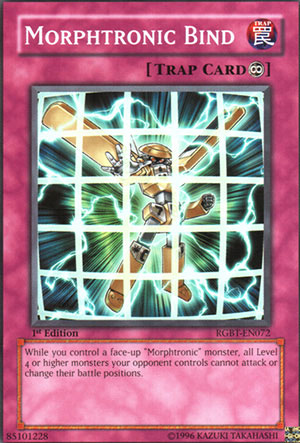 Morphtronic Bind
TRAP
罠
[Trap Card]
1st Edition
RGBT-EN072
While you control a face-up "Morphtronic" monster, all Level
4 or higher monsters your opponent controls cannot attack or
change their battle positions.
85101228
©1996 KAZUKI TAKAHASHI